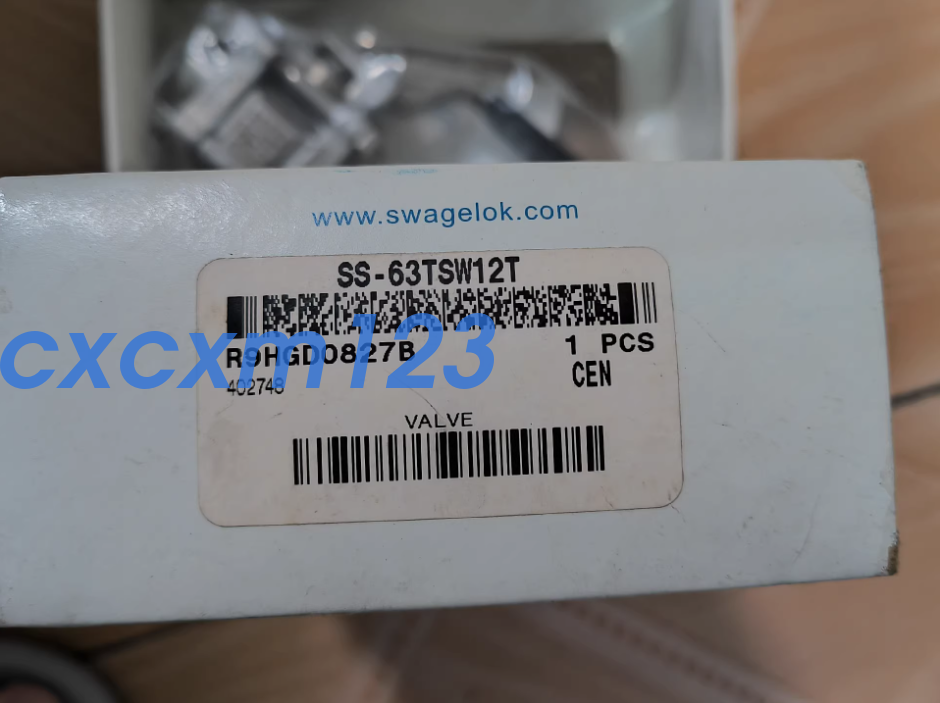 www.swagelok.com
SS-63TSW12T
cxcxm123
R9HGD0827B
1 PCS
402748
CEN
VALVE